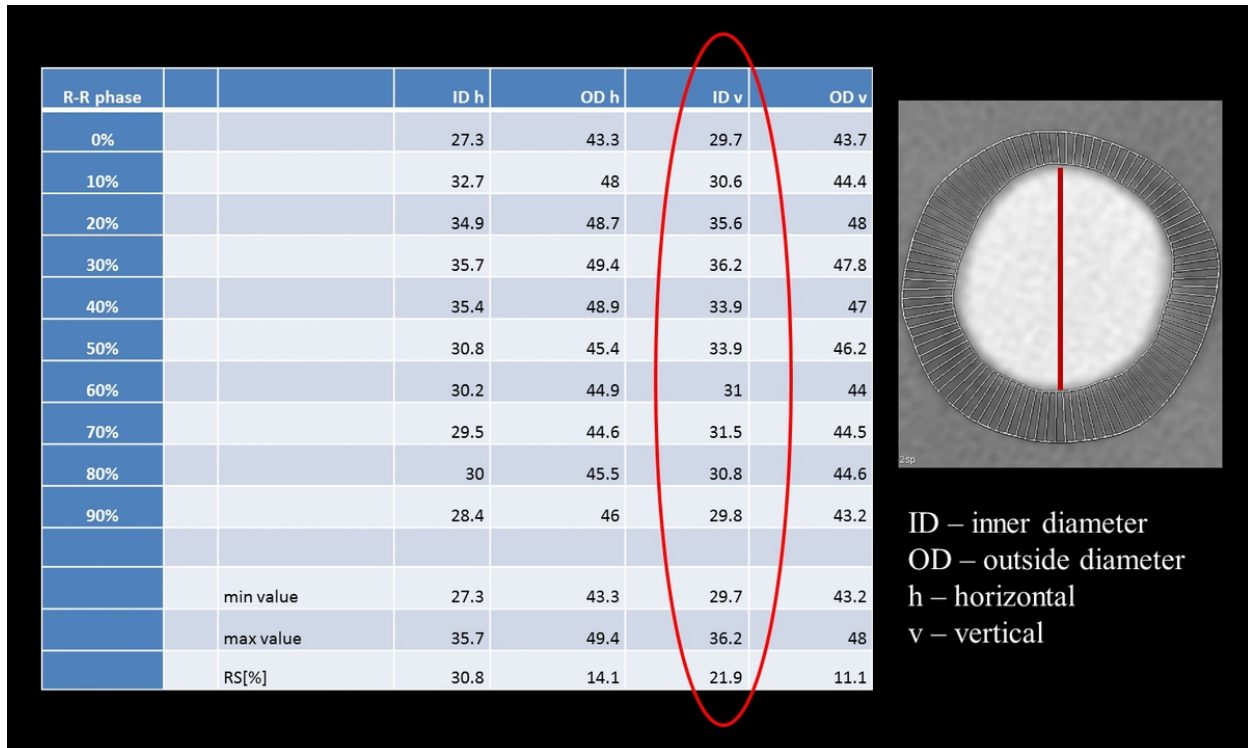 R-R phase ID h OD h ID v OD v
0% 27.3 43.3 29.7 43.7
10% 32.7 48 30.6 44.4
20% 34.9 48.7 35.6 48
30% 35.7 49.4 36.2 47.8
40% 35.4 48.9 33.9 47
50% 30.8 45.4 33.9 46.2
60% 30.2 44.9 31 44
70% 29.5 44.6 31.5 44.5
80% 30 45.5 30.8 44.6
90% 28.4 46 29.8 43.2
min value 27.3 43.3 29.7 43.2
max value 35.7 49.4 36.2 48
RS[%] 30.8 14.1 21.9 11.1
2sp
ID – inner diameter
OD – outside diameter
h – horizontal
v – vertical